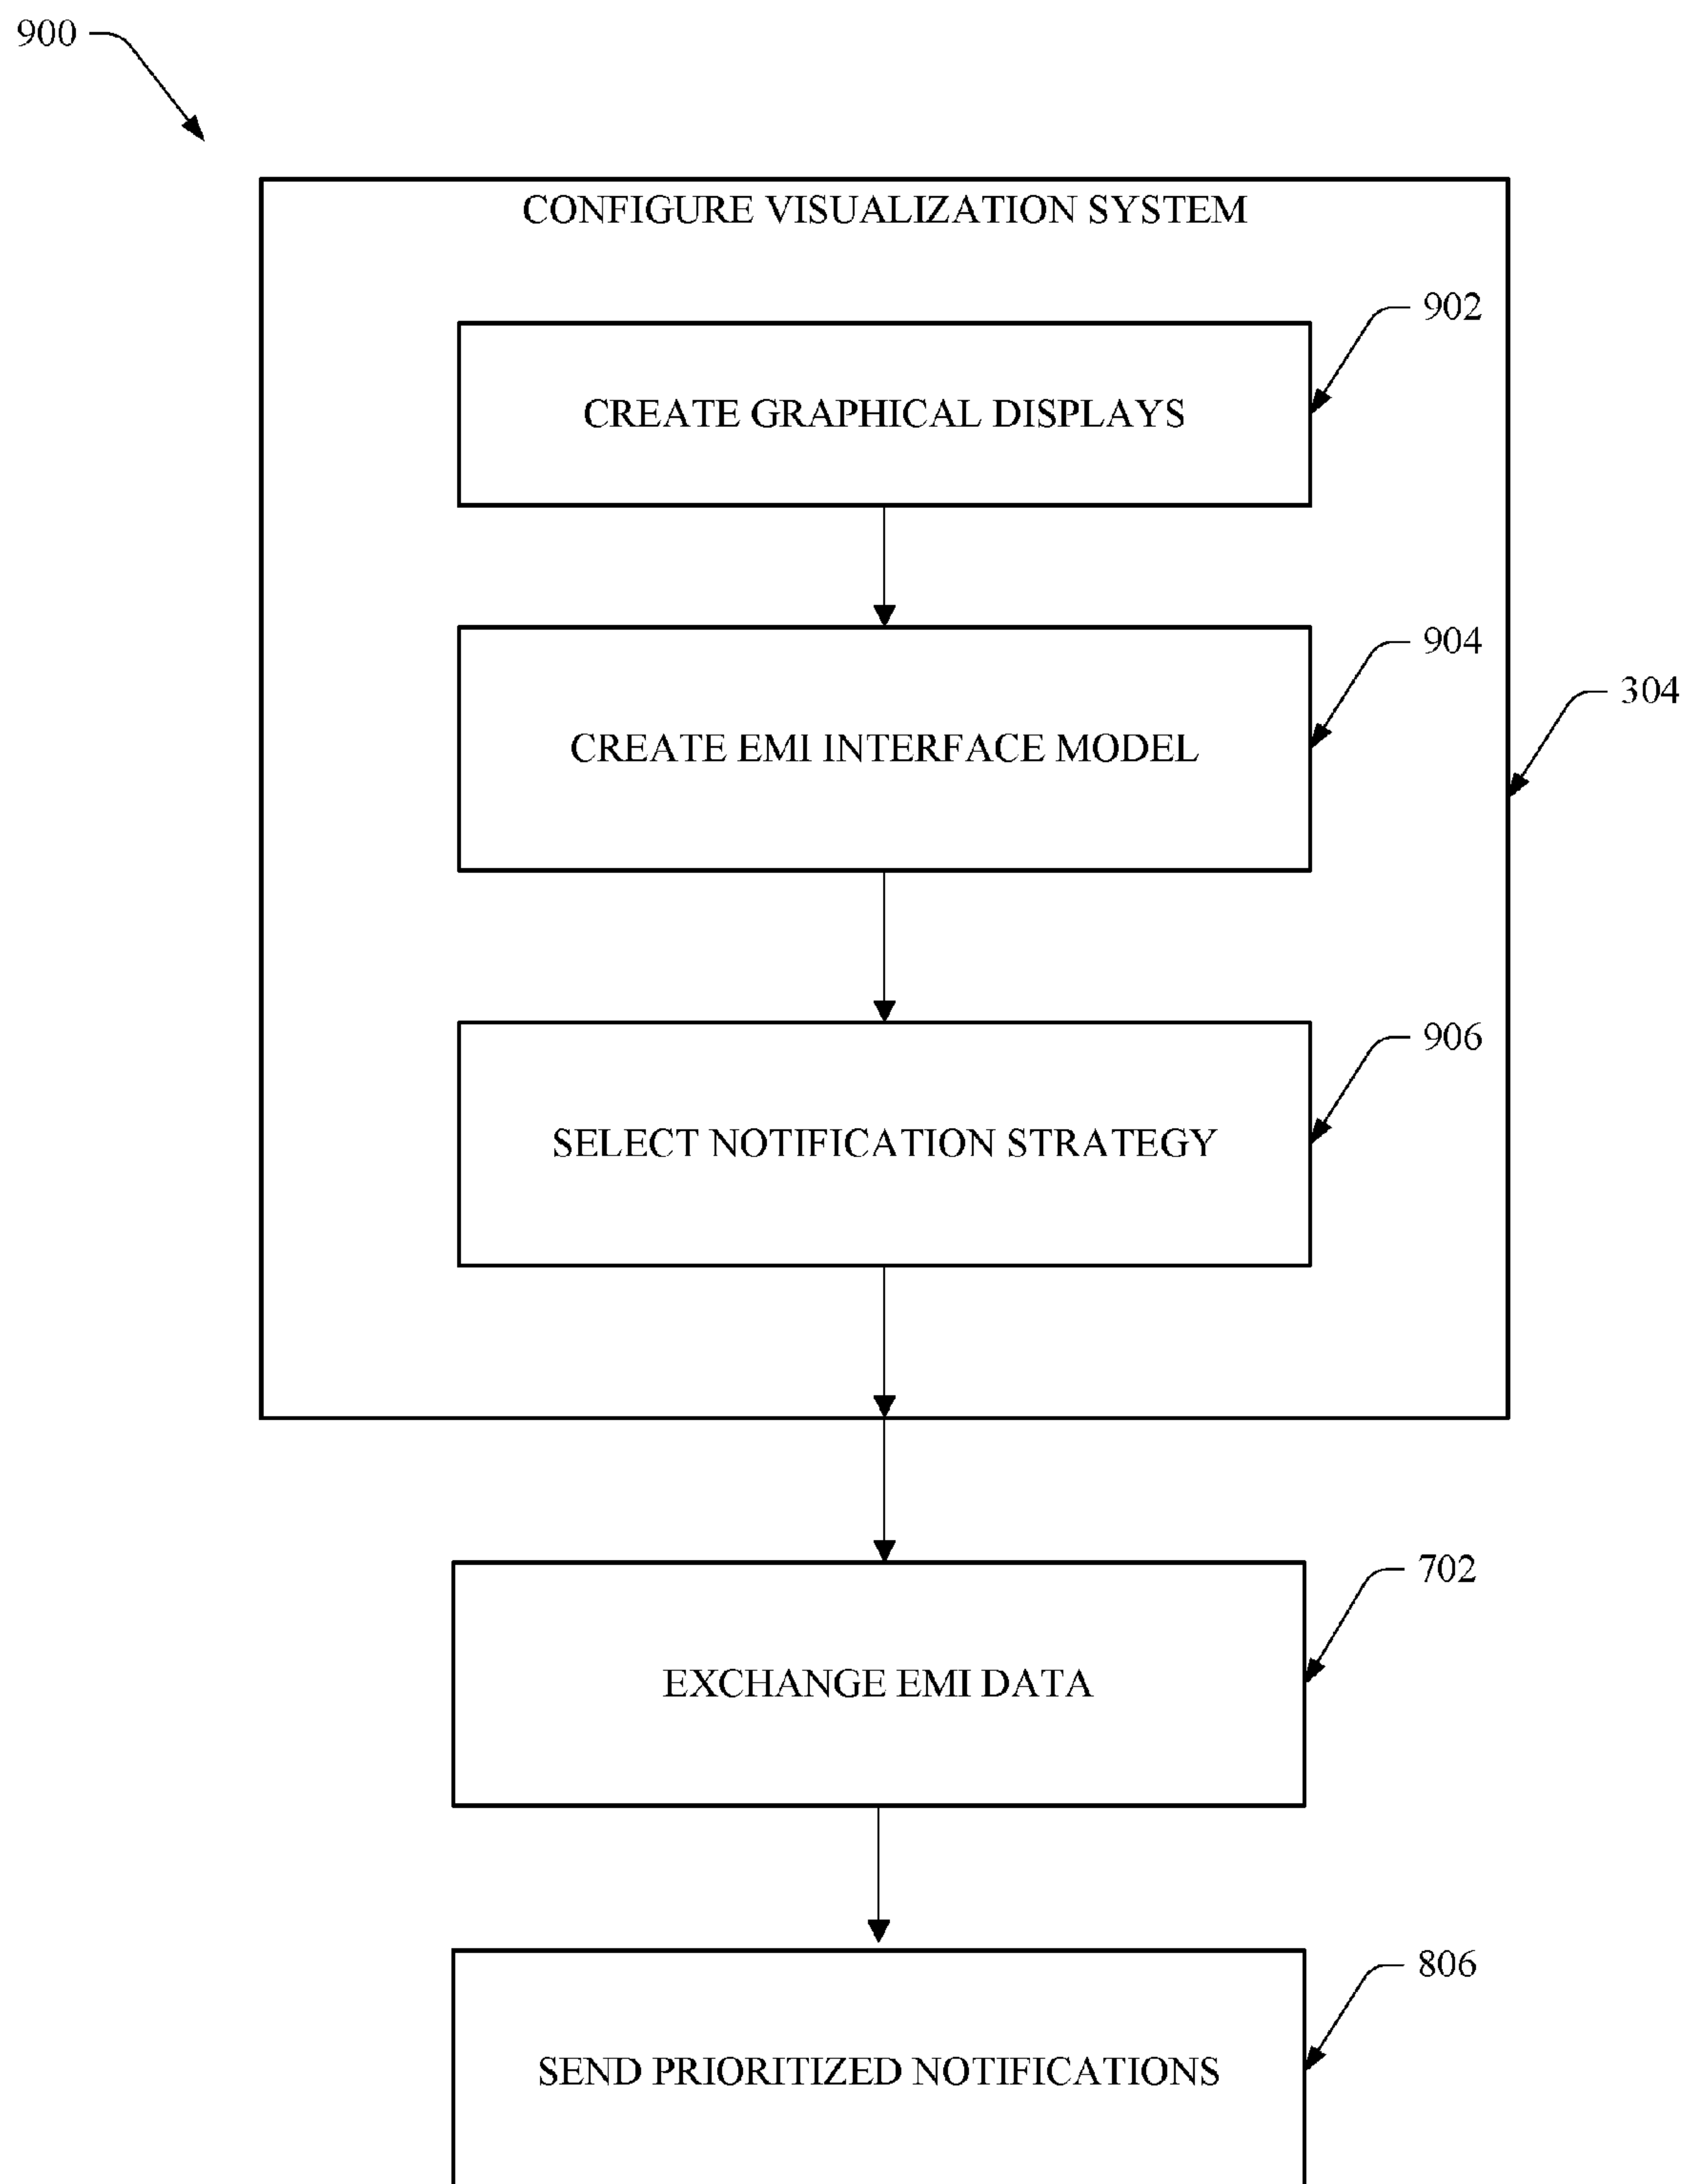 900
CONFIGURE VISUALIZATION SYSTEM
902
CREATE GRAPHICAL DISPLAYS
904
304
CREATE EMI INTERFACE MODEL
906
SELECT NOTIFICATION STRATEGY
702
EXCHANGE EMI DATA
806
SEND PRIORITIZED NOTIFICATIONS